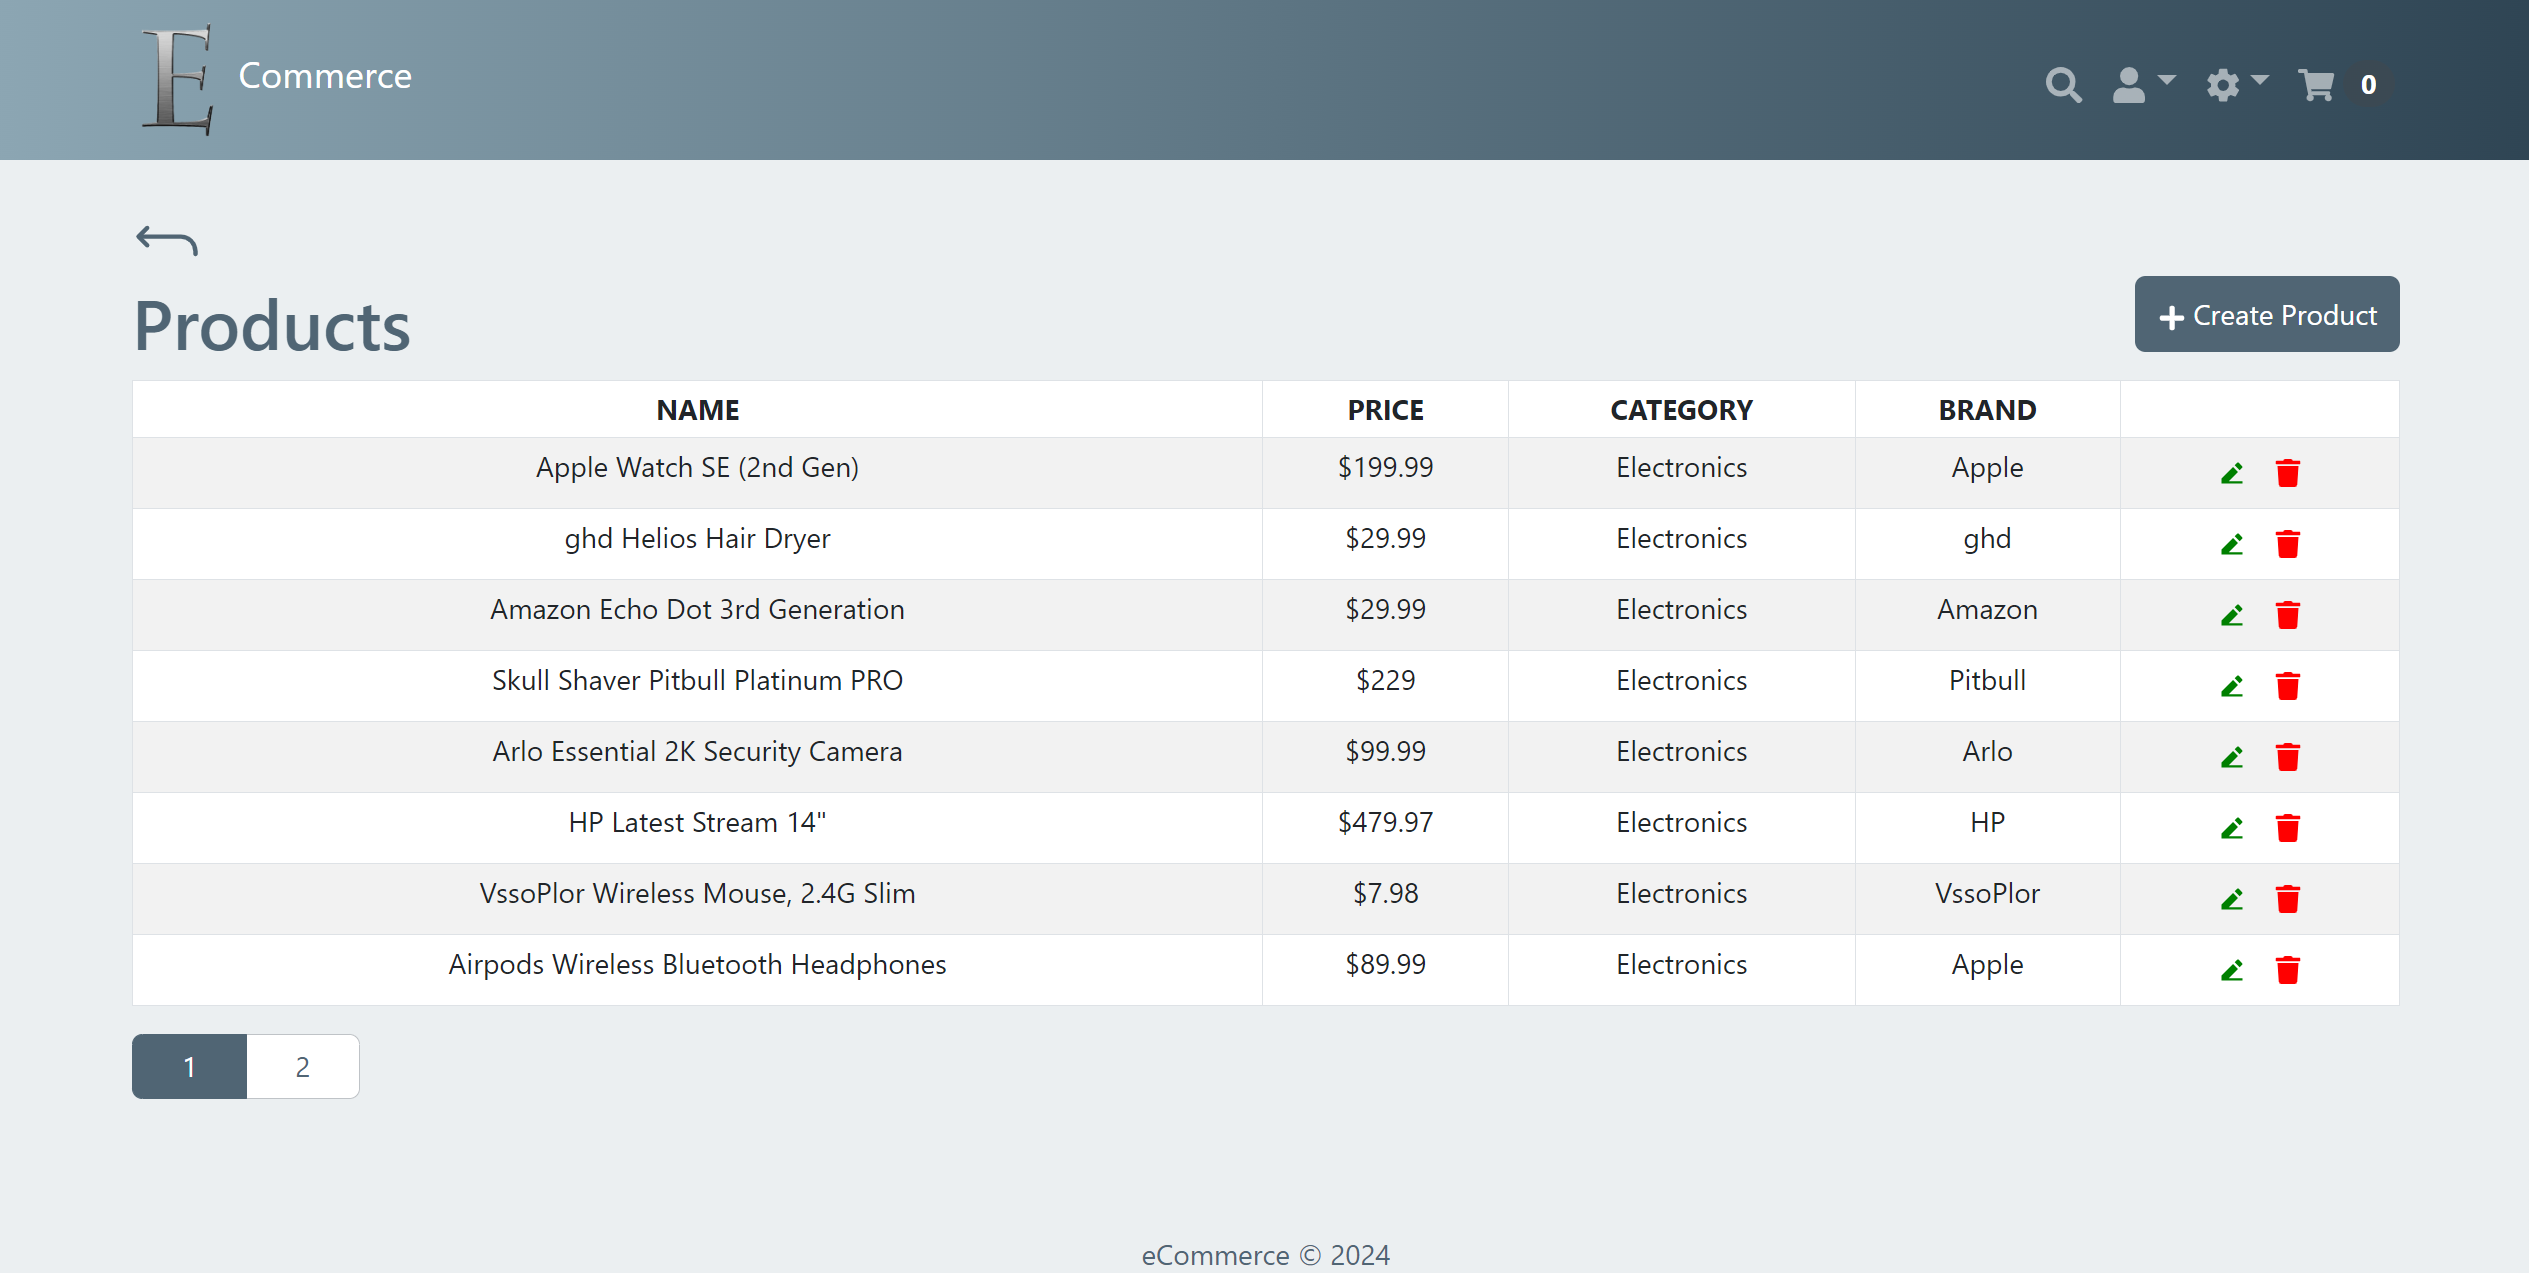 E Commerce
0
Products
Create Product
NAME PRICE CATEGORY BRAND
Apple Watch SE (2nd Gen) $199.99 Electronics Apple
ghd Helios Hair Dryer $29.99 Electronics ghd
Amazon Echo Dot 3rd Generation $29.99 Electronics Amazon
Skull Shaver Pitbull Platinum PRO $229 Electronics Pitbull
Arlo Essential 2K Security Camera $99.99 Electronics Arlo
HP Latest Stream 14" $479.97 Electronics HP
VssoPlor Wireless Mouse, 2.4G Slim $7.98 Electronics VssoPlor
Airpods Wireless Bluetooth Headphones $89.99 Electronics Apple
1 2
eCommerce © 2024